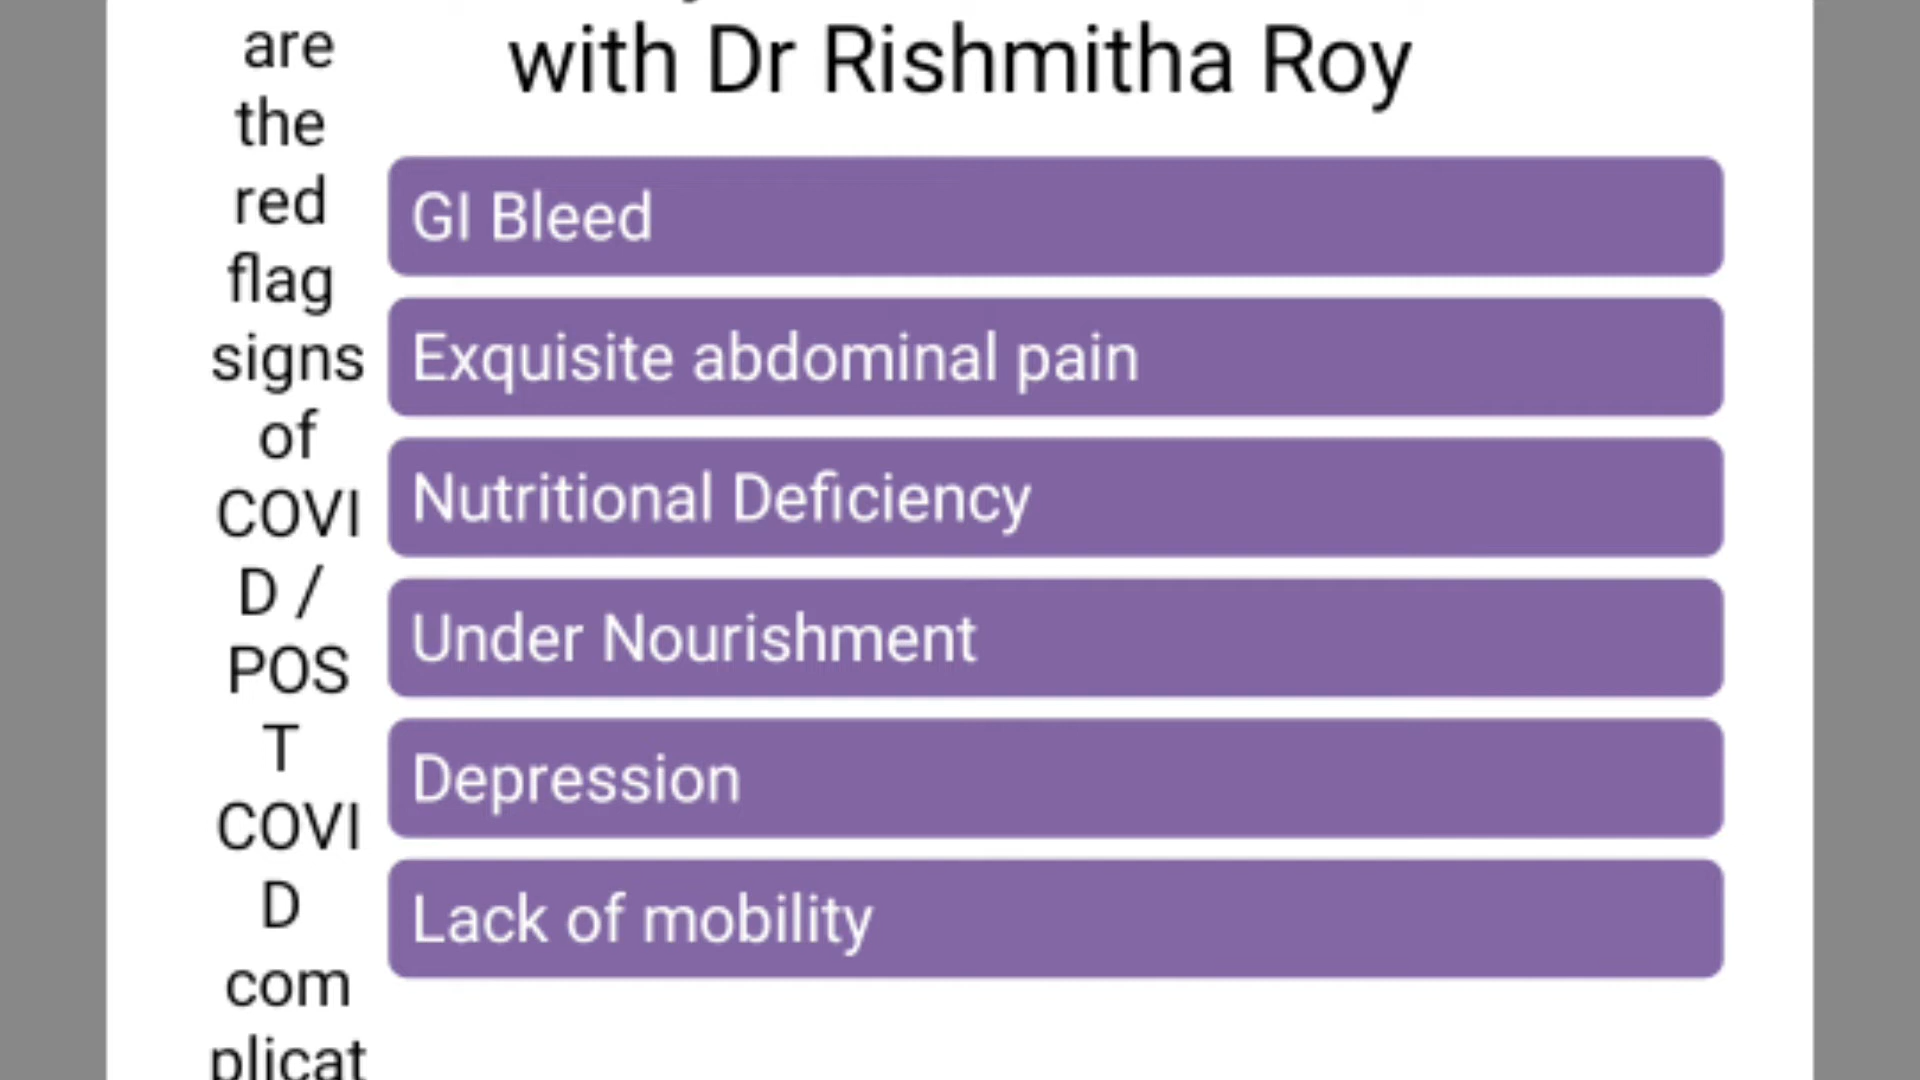 with Dr Rishmitha Roy
are
the
red
flag
signs
of
COVI
D /
POS
T
COVI
D
com
plicat
GI Bleed
Exquisite abdominal pain
Nutritional Deficiency
Under Nourishment
Depression
Lack of mobility